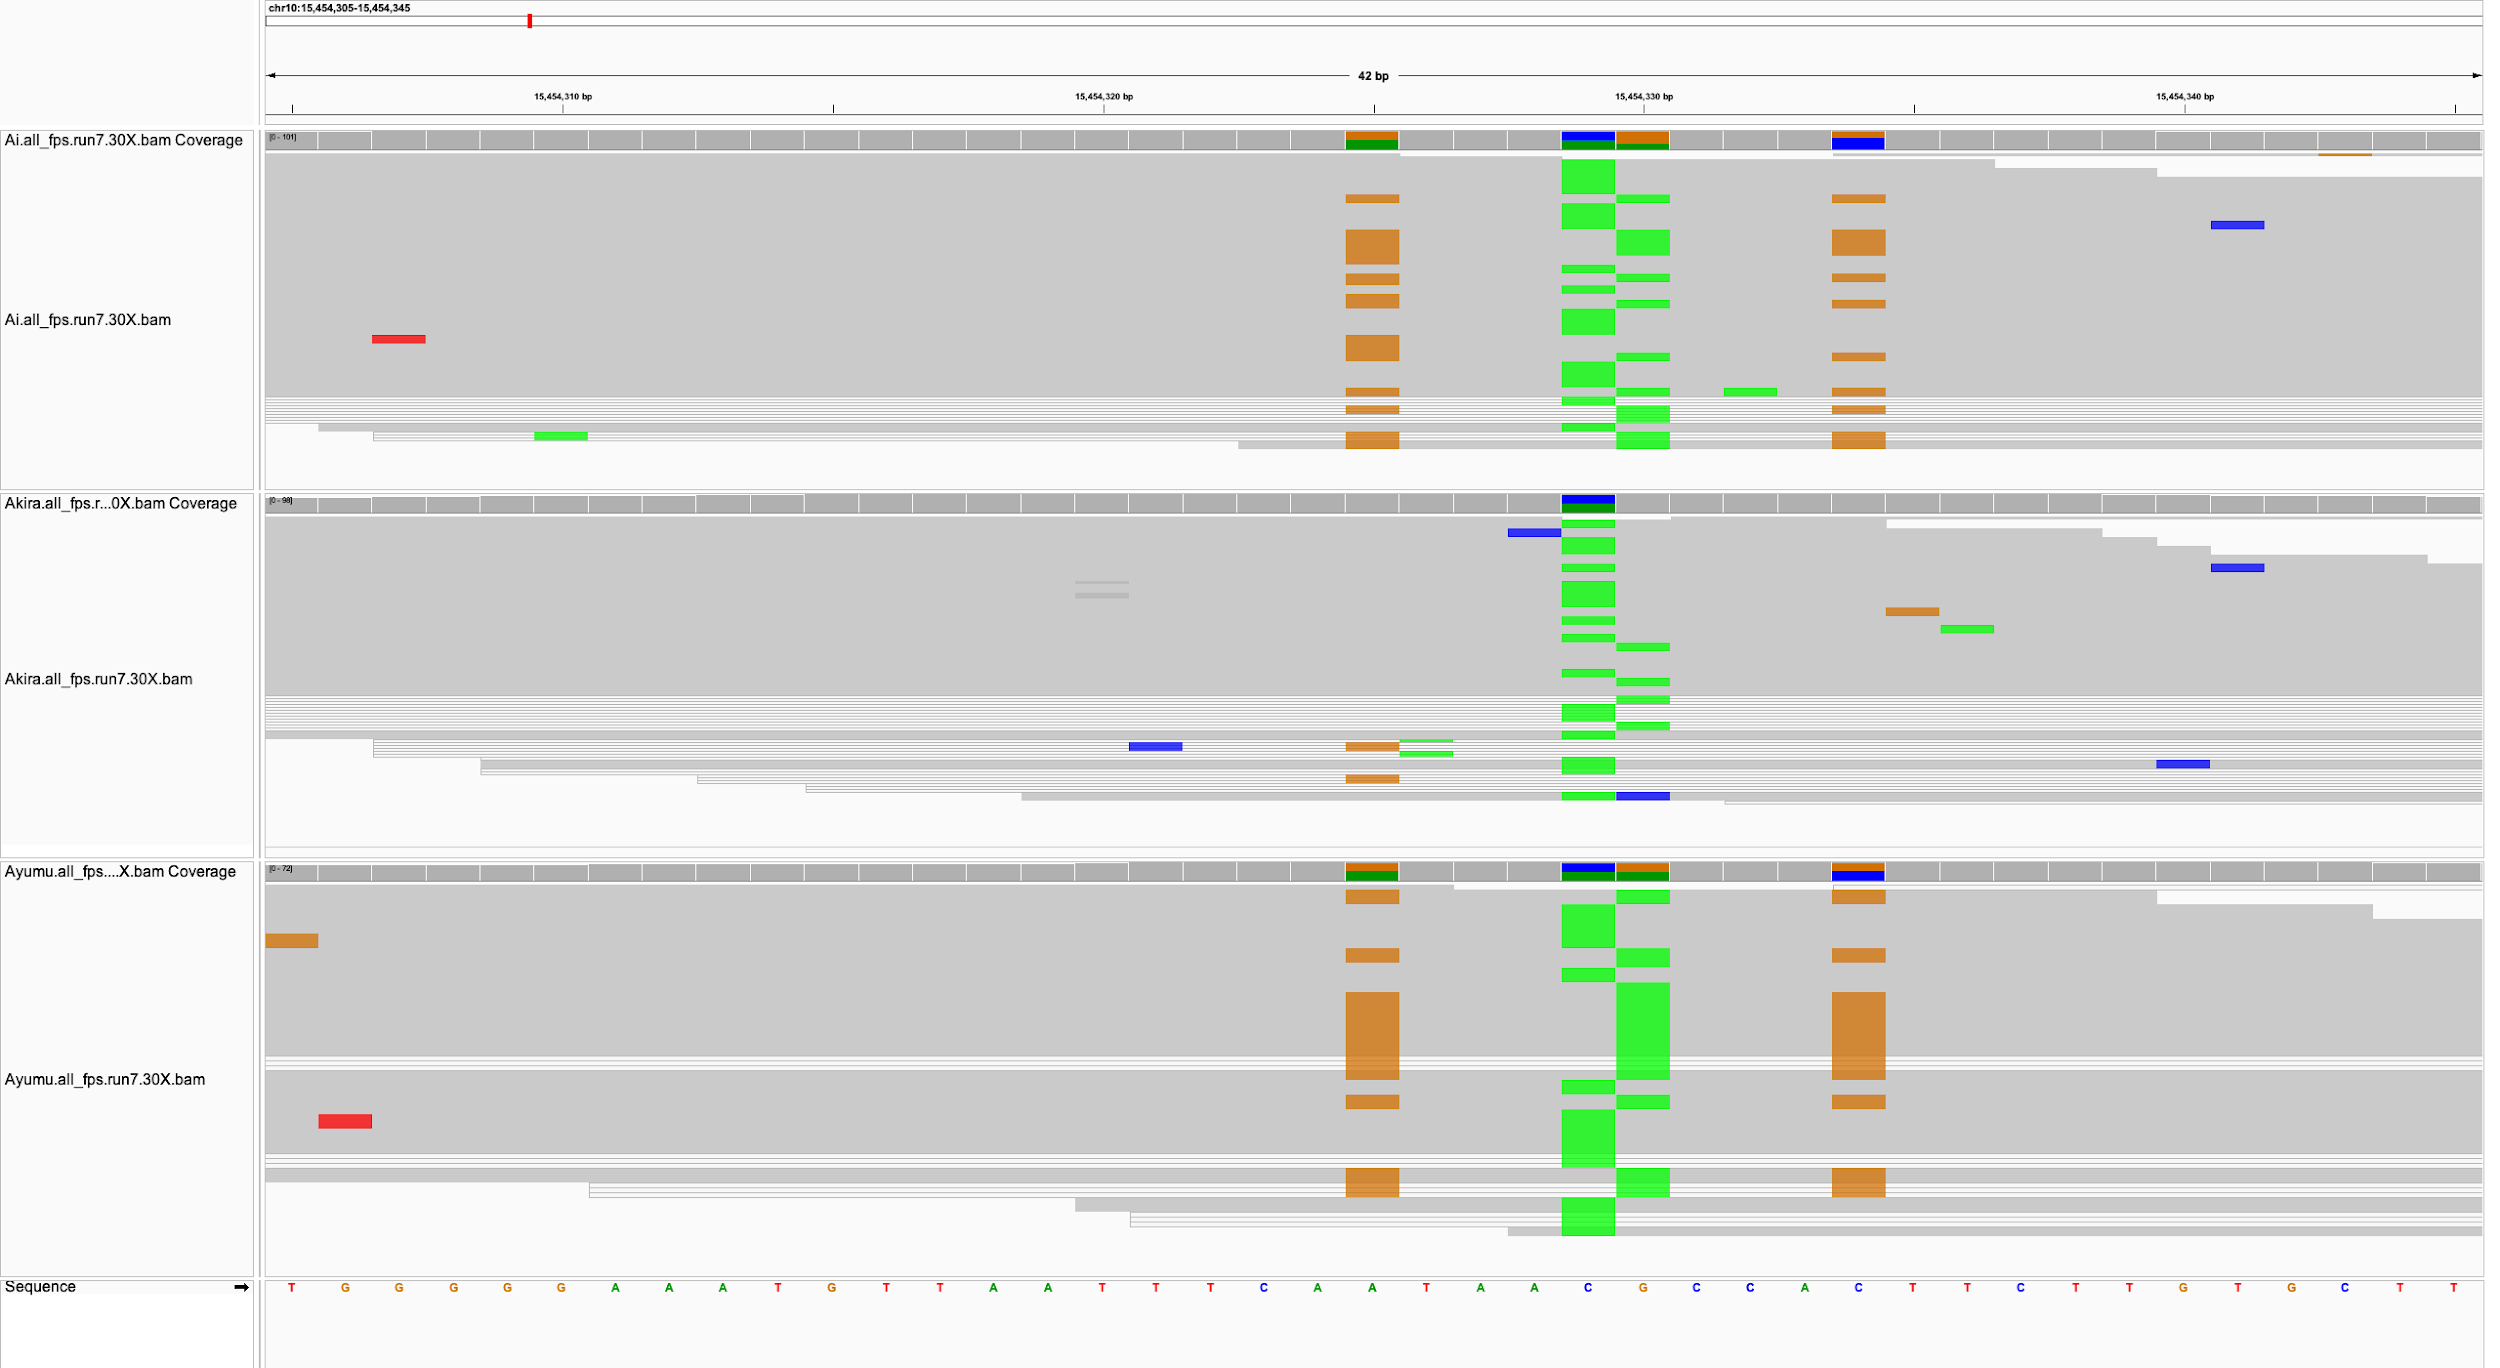 chr10:15,454,305-15,454,345
42 bp
15,454,310 bp 15,454,320 bp 15,454,330 bp 15,454,340 bp
Ai.all_fps.run7.30X.bam Coverage
[0 - 101]
Ai.all_fps.run7.30X.bam
Akira.all_fps.r...0X.bam Coverage
[0 - 98]
Akira.all_fps.run7.30X.bam
Ayumu.all_fps....X.bam Coverage
[0 - 72]
Ayumu.all_fps.run7.30X.bam
Sequence T G G G G G A A A T G T T A A T T T C A A T A A C G C C A C T T C T T G T G C T T